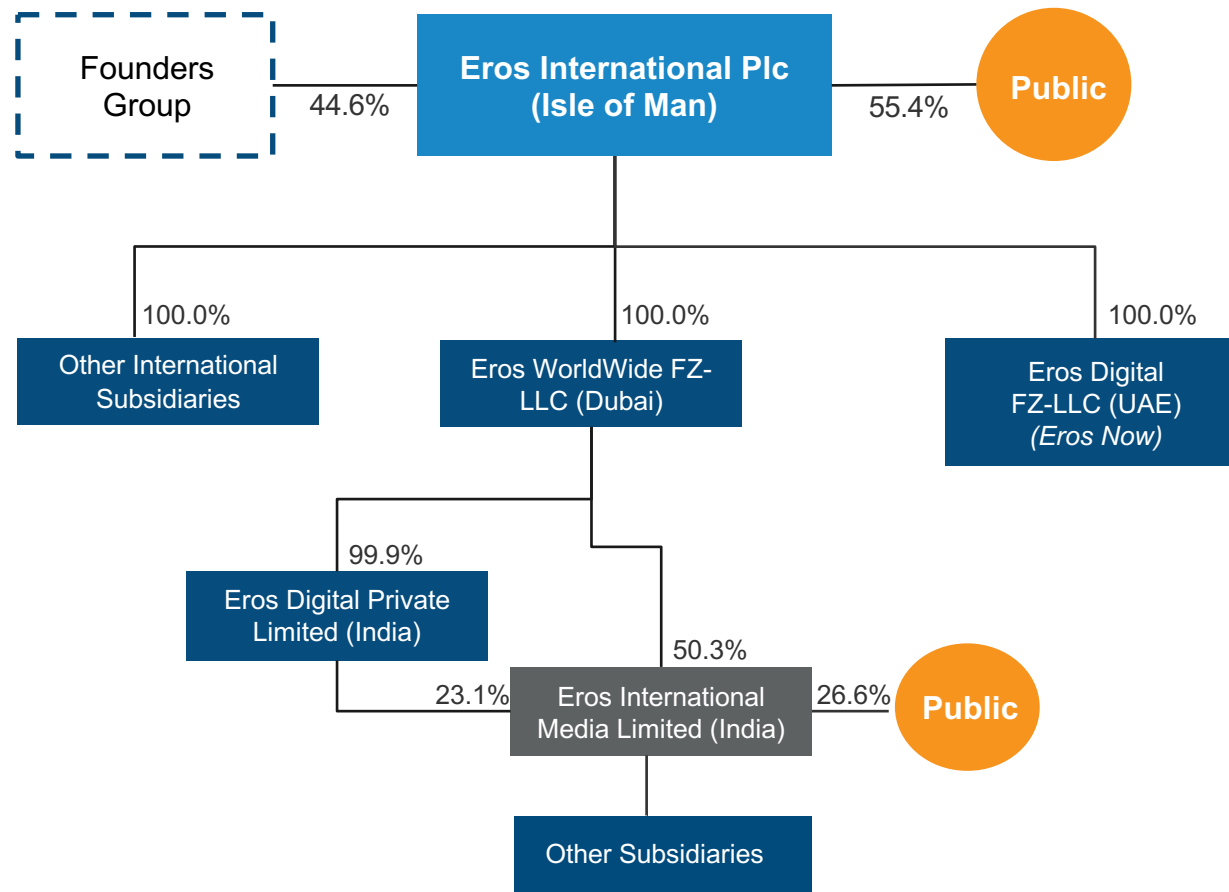 Founders
Group
44.6%
Eros International Plc
(Isle of Man)
55.4%
Public
100.0%
100.0%
100.0%
Other International
Subsidiaries
Eros WorldWide FZ-
LLC (Dubai)
Eros Digital
FZ-LLC (UAE)
(Eros Now)
99.9%
Eros Digital Private
Limited (India)
50.3%
23.1%
Eros International
Media Limited (India)
26.6%
Public
Other Subsidiaries